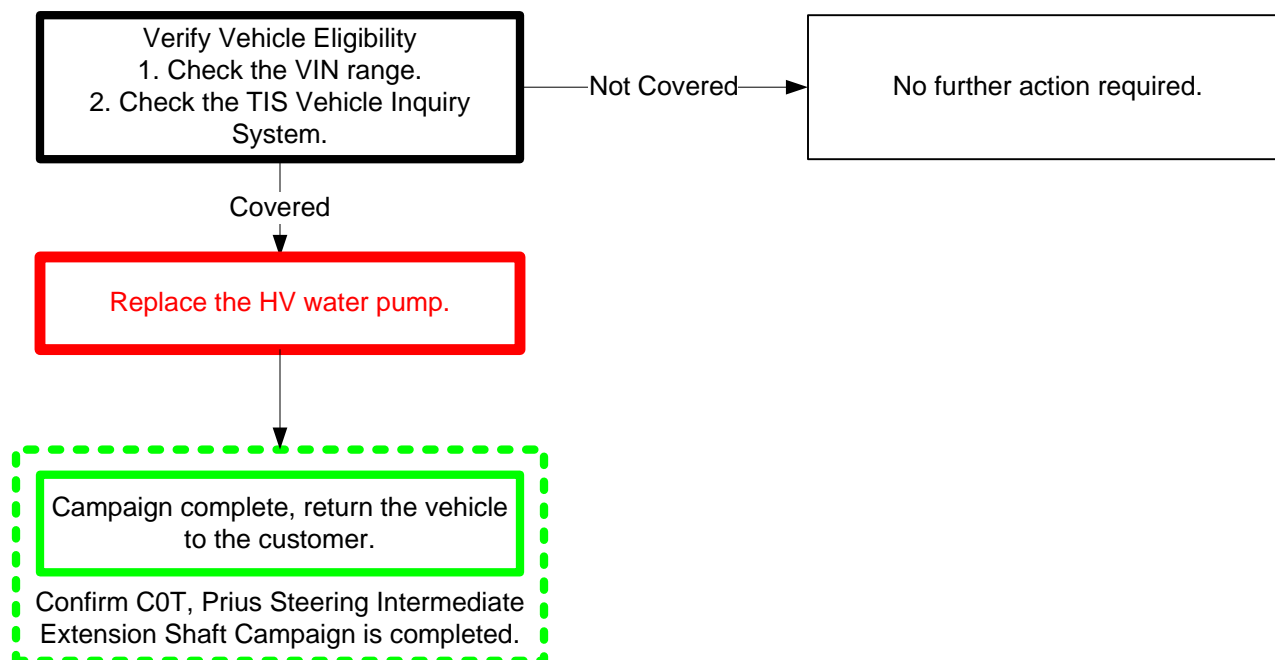 Verify Vehicle Eligibility
1. Check the VIN range.
2. Check the TIS Vehicle Inquiry
System.
Not Covered
No further action required.
Covered
Replace the HV water pump.
Campaign complete, return the vehicle
to the customer.
Confirm C0T, Prius Steering Intermediate
Extension Shaft Campaign is completed.